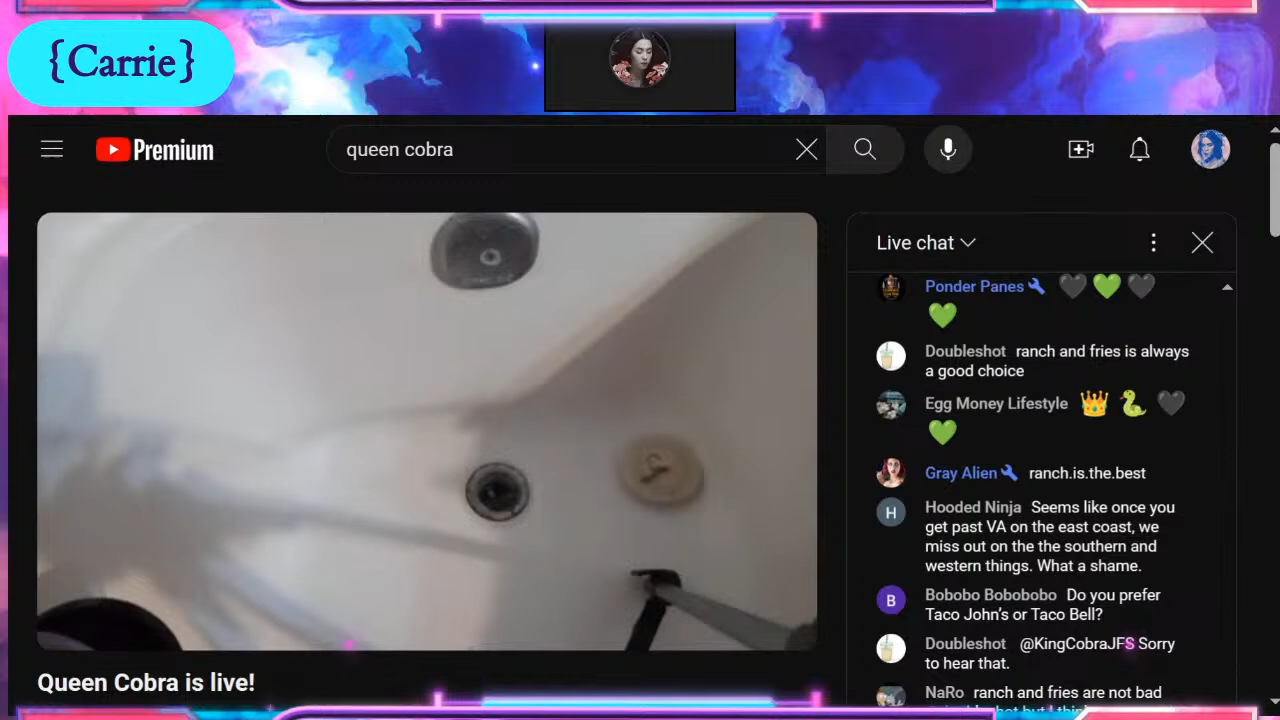 {Carrie}
Premium
queen cobra
Live chat
Ponder Panes
Doubleshot ranch and fries is always
a good choice
Egg Money Lifestyle
Gray Alien ranch.is.the.best
H
Hooded Ninja Seems like once you
get past VA on the east coast, we
miss out on the the southern and
western things. What a shame.
B
Bobobo Bobobobo Do you prefer
Taco John's or Taco Bell?
Doubleshot @KingCobraJFS Sorry
to hear that.
NaRo ranch and fries are not bad
Queen Cobra is live!